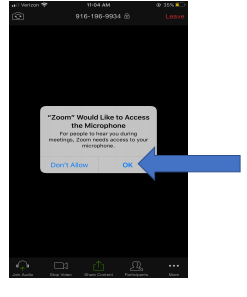 Verizon 11:04 AM 35%
916-196-9934 Leave
"Zoom" Would Like to Access
the Microphone
For people to hear you during
meetings, Zoom needs access to your
microphone.
Don't Allow OK
Join Audio Stop Video Share Content Participants More